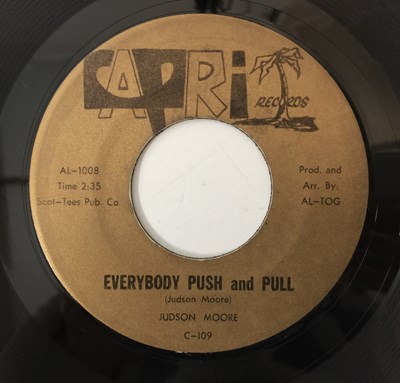 CAPRI
RECORDS
AL-1008
Time 2:35
Scot-Tees Pub. Co.
Prod. and
Arr. By:
AL-TOG
EVERYBODY PUSH and PULL
(Judson Moore)
JUDSON MOORE
C-109